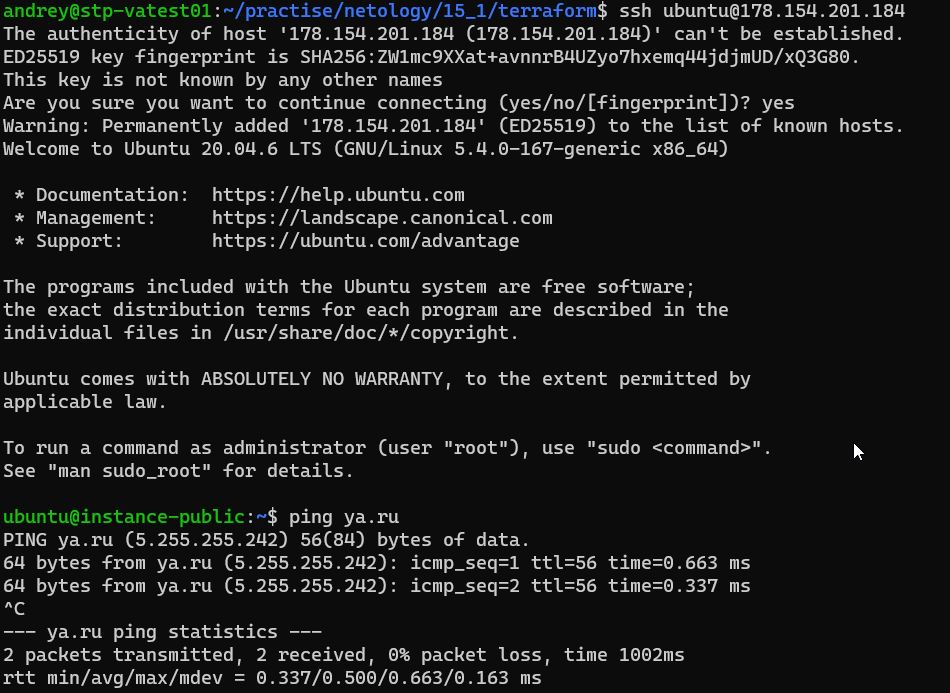 andrey@stp-vatest01:~/practise/netology/15_1/terraform$ ssh ubuntu@178.154.201.184
The authenticity of host '178.154.201.184 (178.154.201.184)' can't be established.
ED25519 key fingerprint is SHA256:ZW1mc9XXat+avnnrB4UZyo7hxemq44jdjmUD/xQ3G80.
This key is not known by any other names
Are you sure you want to continue connecting (yes/no/[fingerprint])? yes
Warning: Permanently added '178.154.201.184' (ED25519) to the list of known hosts.
Welcome to Ubuntu 20.04.6 LTS (GNU/Linux 5.4.0-167-generic x86_64)

 * Documentation:  https://help.ubuntu.com
 * Management:     https://landscape.canonical.com
 * Support:        https://ubuntu.com/advantage

The programs included with the Ubuntu system are free software;
the exact distribution terms for each program are described in the
individual files in /usr/share/doc/*/copyright.

Ubuntu comes with ABSOLUTELY NO WARRANTY, to the extent permitted by
applicable law.

To run a command as administrator (user "root"), use "sudo <command>".
See "man sudo_root" for details.

ubuntu@instance-public:~$ ping ya.ru
PING ya.ru (5.255.255.242) 56(84) bytes of data.
64 bytes from ya.ru (5.255.255.242): icmp_seq=1 ttl=56 time=0.663 ms
64 bytes from ya.ru (5.255.255.242): icmp_seq=2 ttl=56 time=0.337 ms
^C
--- ya.ru ping statistics ---
2 packets transmitted, 2 received, 0% packet loss, time 1002ms
rtt min/avg/max/mdev = 0.337/0.500/0.663/0.163 ms